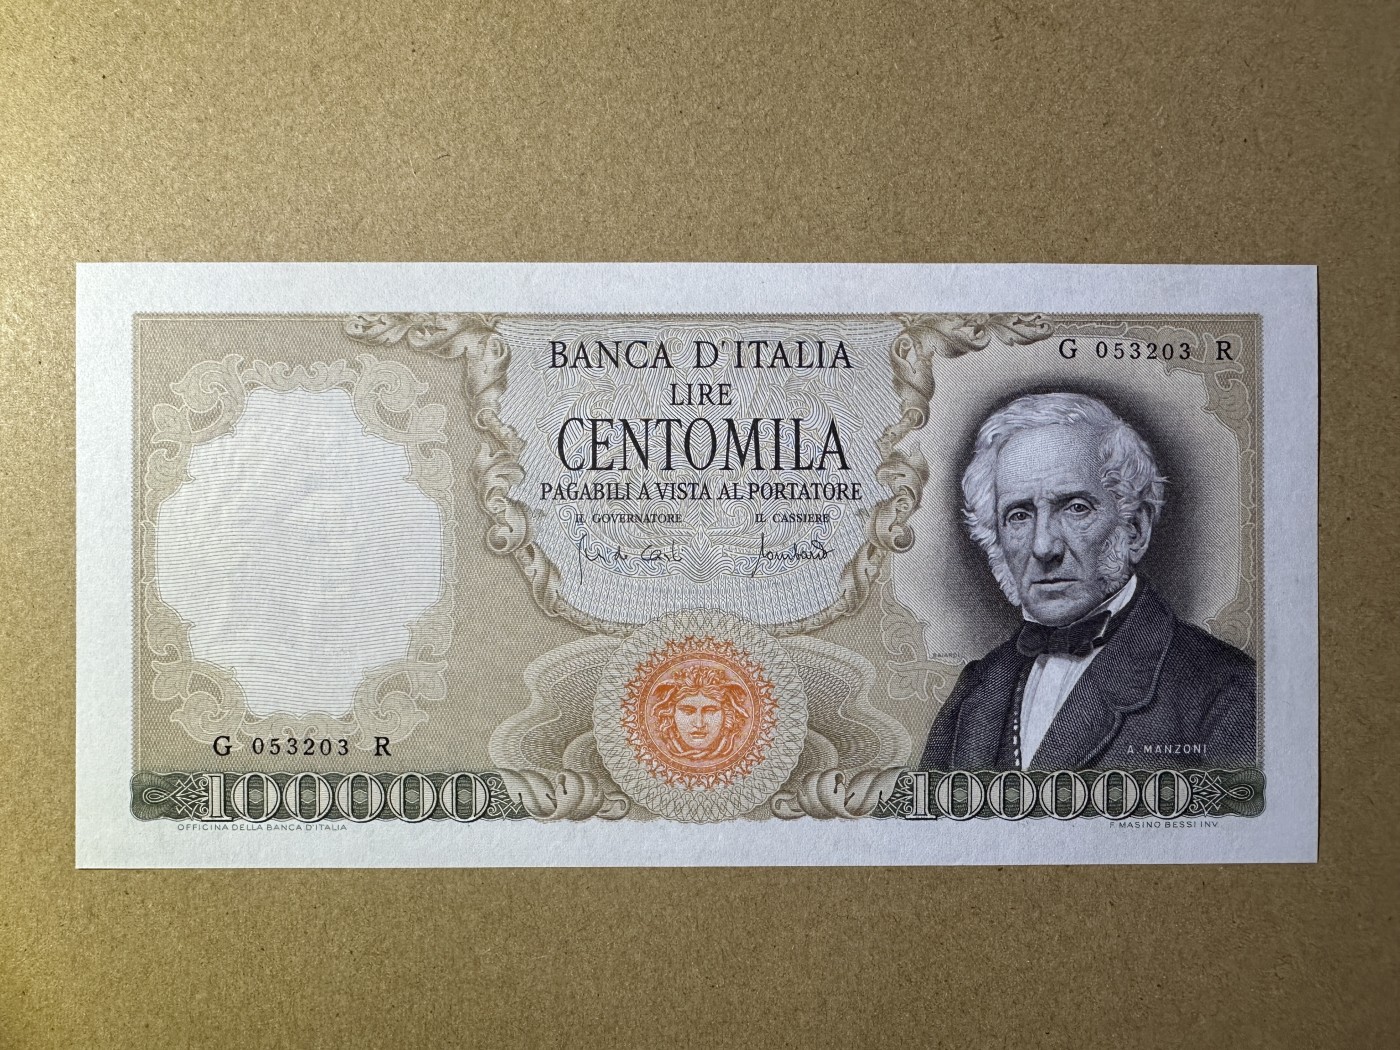 BANCA D'ITALIA
G 053203 R
LIRE
CENTOMILA
PAGABILI A VISTA AL PORTATORE
IL GOVERNATORE IL CASSIERE
G 053203 R
A. MANZONI
100000 100000
OFFICINA DELLA BANCA D'ITALIA
F. MASINO BESSI INV.